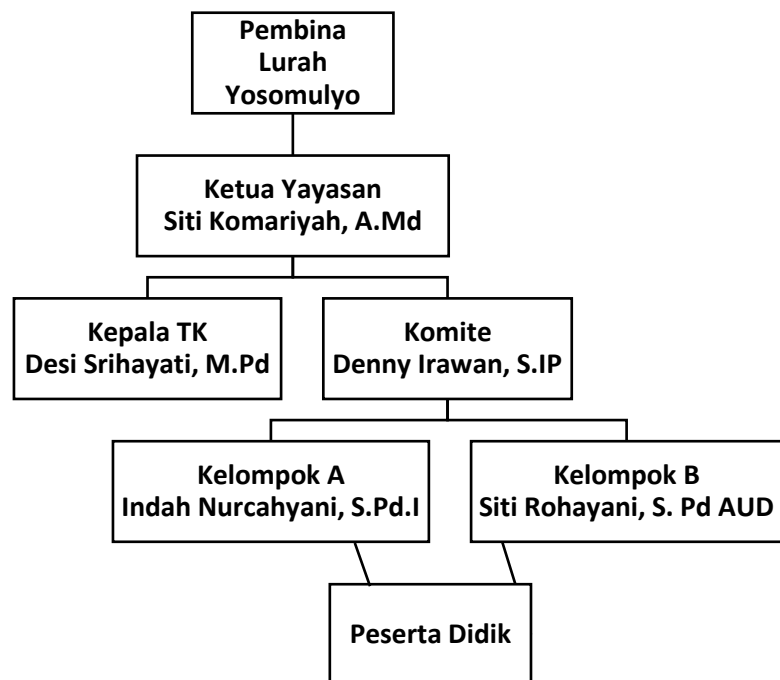 Pembina
Lurah
Yosomulyo
Ketua Yayasan
Siti Komariyah, A.Md
Kepala TK
Desi Srihayati, M.Pd
Komite
Denny Irawan, S.IP
Kelompok A
Indah Nurcahyani, S.Pd.I
Kelompok B
Siti Rohayani, S. Pd AUD
Peserta Didik